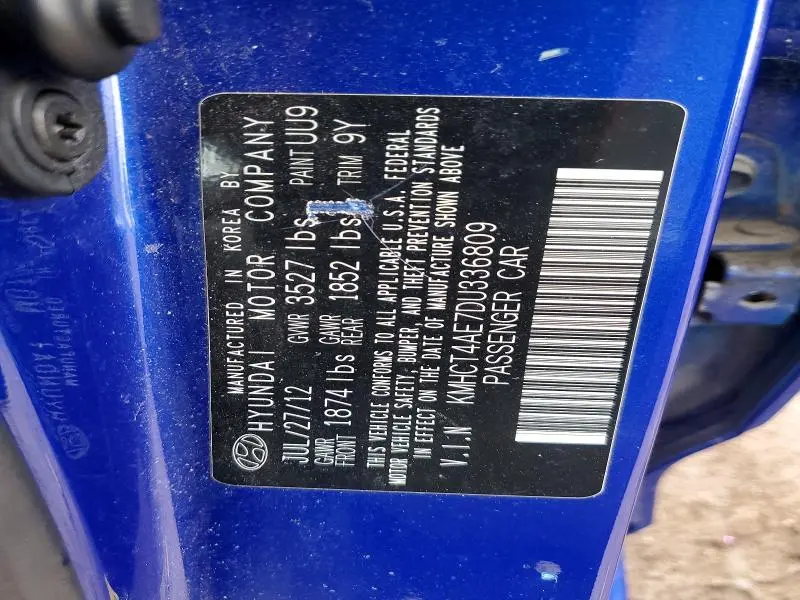 MANUFACTURED IN KOREA BY
HYUNDAI MOTOR COMPANY
JUL/27/12 GVWR 3527 lbs PAINT UU9
GAWR FRONT 1874 lbs GAWR REAR 1852 lbs TRIM 9Y
THIS VEHICLE CONFORMS TO ALL APPLICABLE U.S.A. FEDERAL
MOTOR VEHICLE SAFETY, BUMPER, AND THEFT PREVENTION STANDARDS
IN EFFECT ON THE DATE OF MANUFACTURE SHOWN ABOVE
V.I.N KMHCT4AE7DU336809
PASSENGER CAR